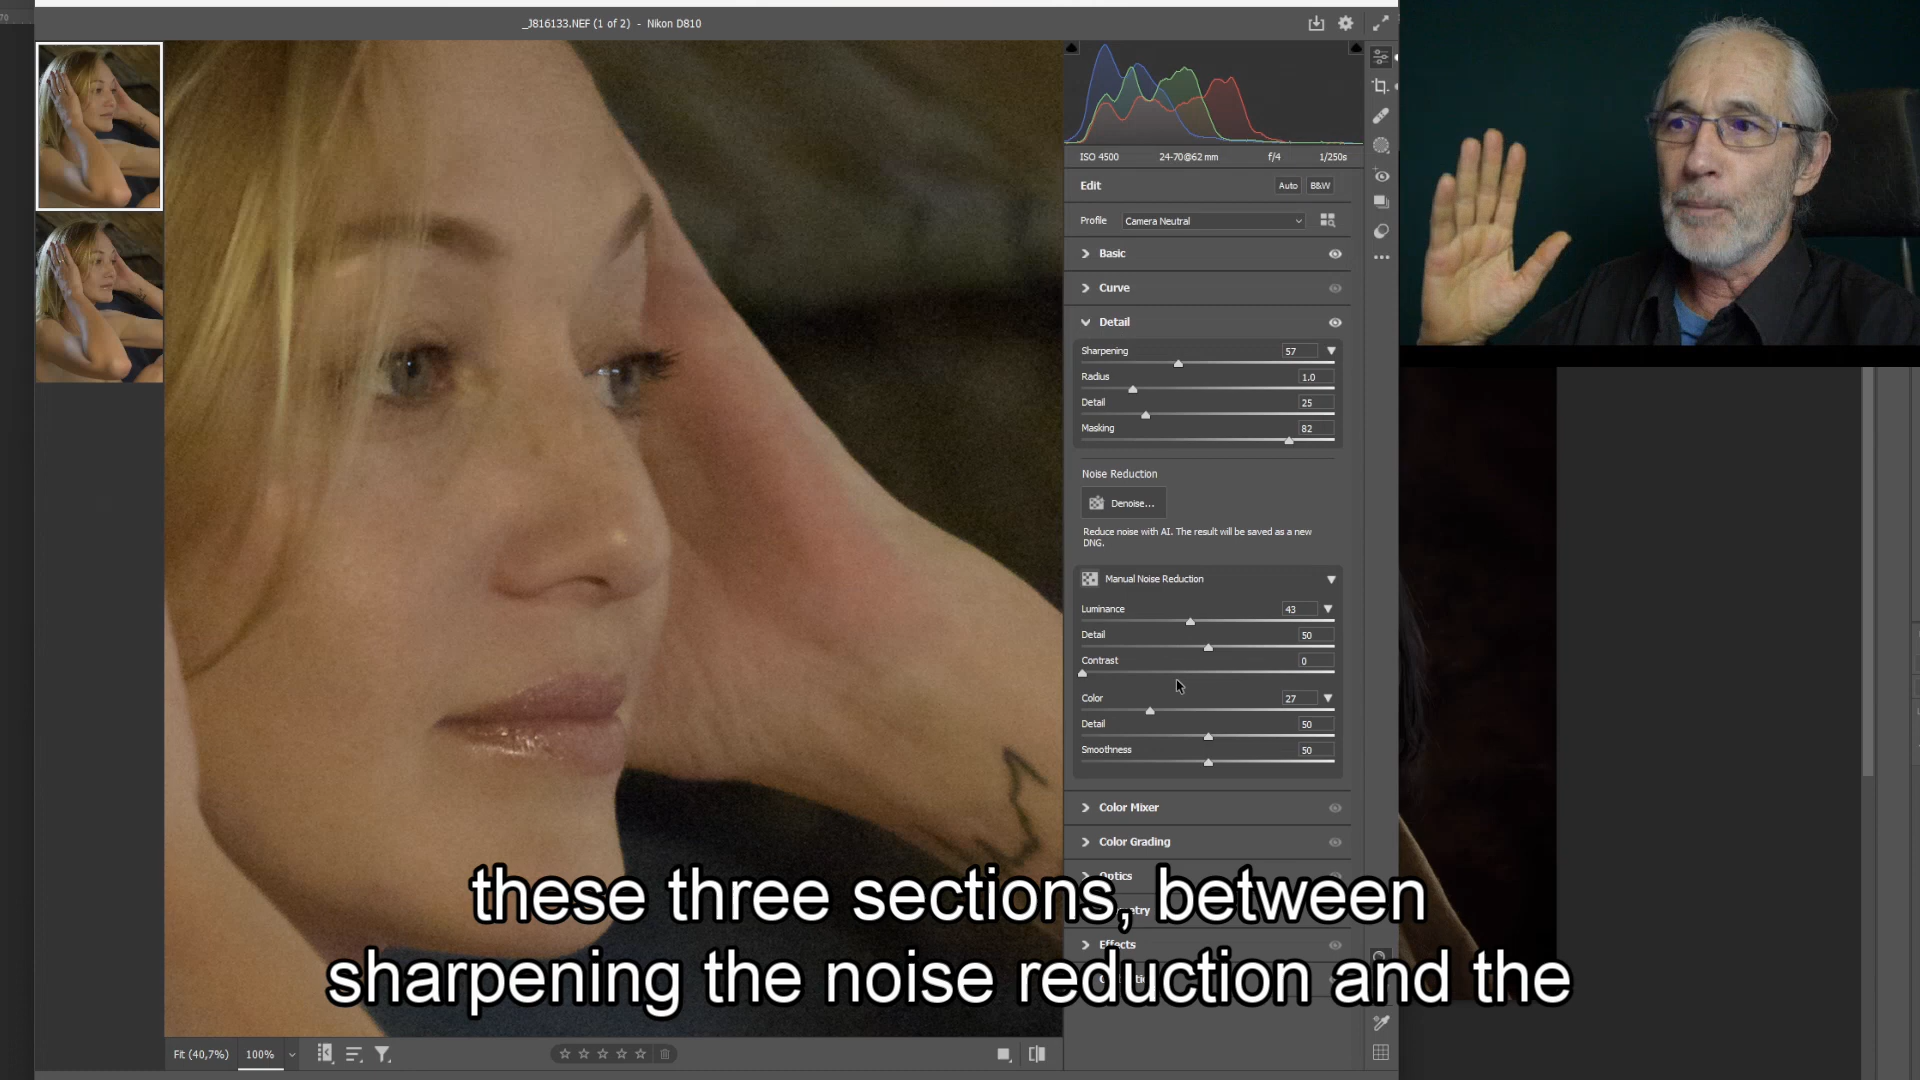 _J816133.NEF (1 of 2) - Nikon D810
ISO 4500 24-70@62 mm f/4 1/250s
Edit Auto B&W
Profile Camera Neutral
Basic
Curve
Detail
Sharpening 57
Radius 1.0
Detail 25
Masking 82
Noise Reduction
Denoise...
Reduce noise with AI. The result will be saved as a new
DNG.
Manual Noise Reduction
Luminance 43
Detail 50
Contrast 0
Color 27
Detail 50
Smoothness 50
Color Mixer
Color Grading
Optics
Effects
these three sections, between
sharpening the noise reduction and the
Fit (40,7%) 100%